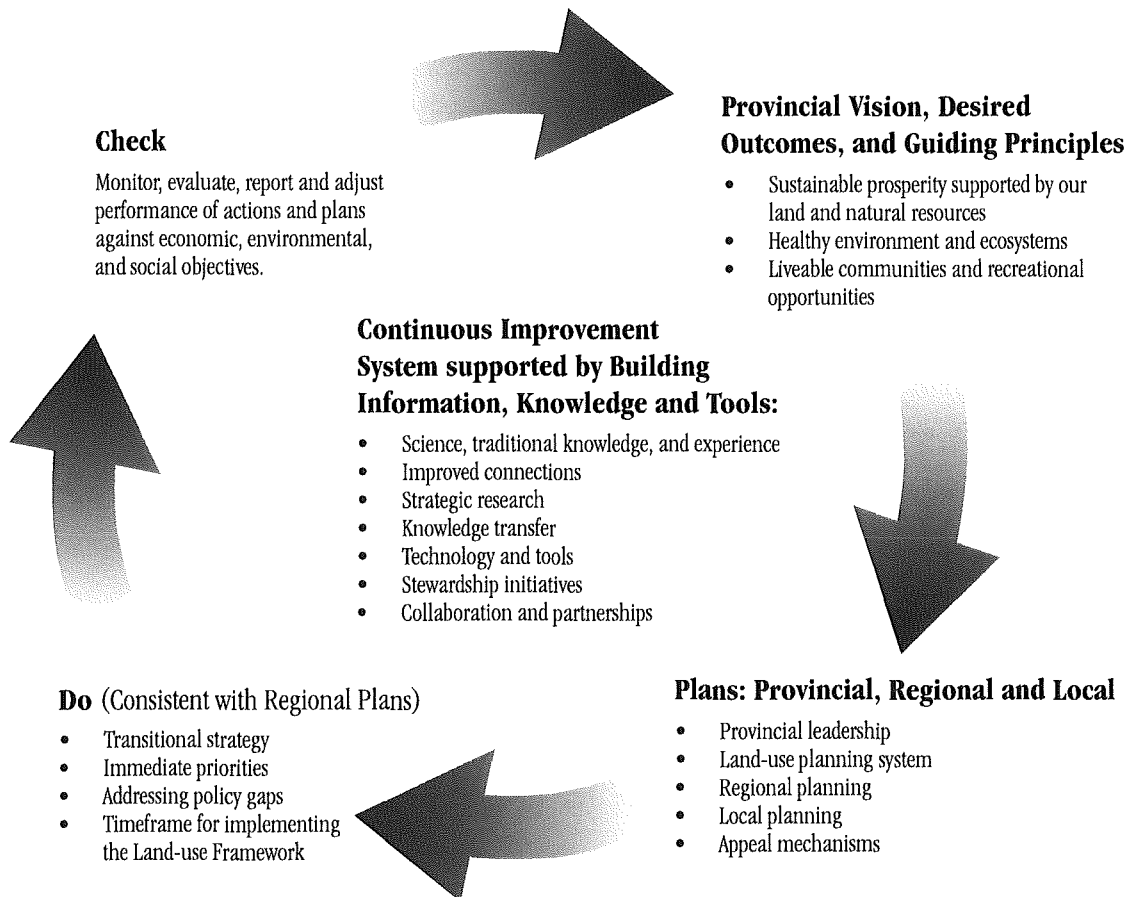 Check
Monitor, evaluate, report and adjust
performance of actions and plans
against economic, environmental,
and social objectives.
Provincial Vision, Desired
Outcomes, and Guiding Principles
• Sustainable prosperity supported by our
land and natural resources
• Healthy environment and ecosystems
• Liveable communities and recreational
opportunities
Continuous Improvement
System supported by Building
Information, Knowledge and Tools:
• Science, traditional knowledge, and experience
• Improved connections
• Strategic research
• Knowledge transfer
• Technology and tools
• Stewardship initiatives
• Collaboration and partnerships
Do (Consistent with Regional Plans)
• Transitional strategy
• Immediate priorities
• Addressing policy gaps
• Timeframe for implementing
the Land-use Framework
Plans: Provincial, Regional and Local
• Provincial leadership
• Land-use planning system
• Regional planning
• Local planning
• Appeal mechanisms